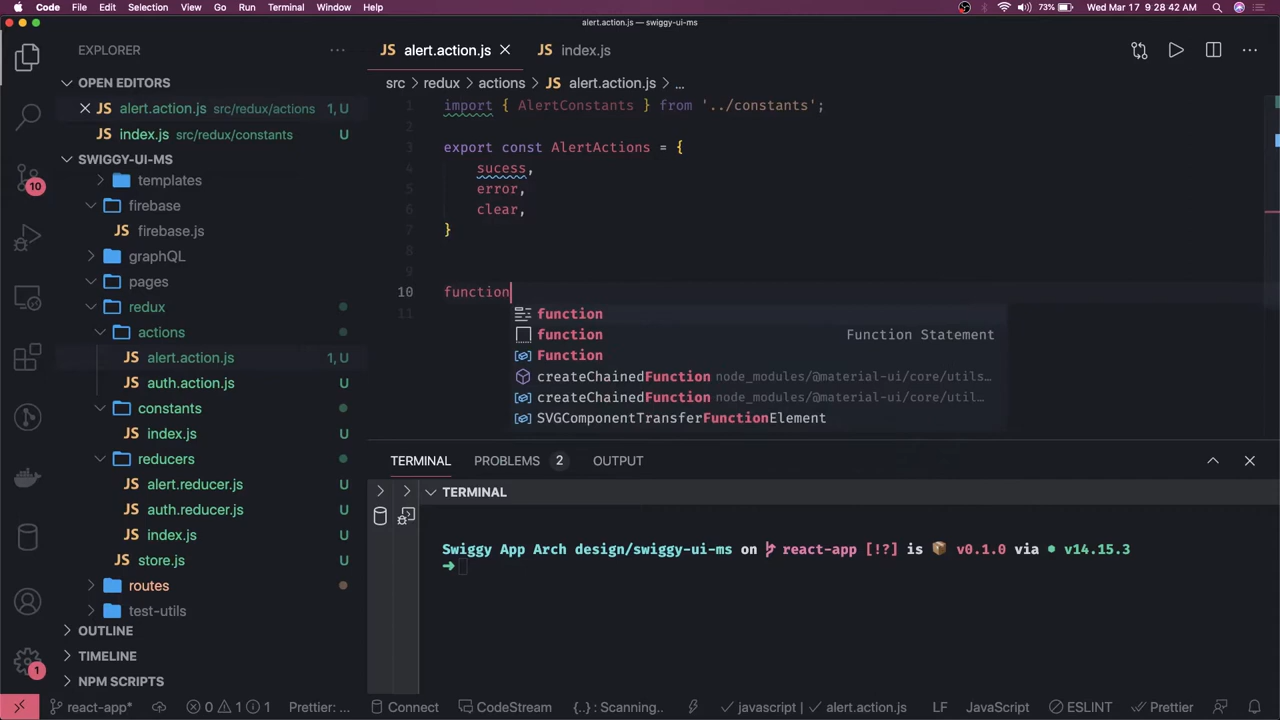 Code File Edit Selection View Go Run Terminal Window Help 73% Wed Mar 17 9:28:42 AM
alert.action.js — swiggy-ui-ms
EXPLORER
OPEN EDITORS
alert.action.js src/redux/actions 1, U
index.js src/redux/constants U
SWIGGY-UI-MS
templates
firebase
firebase.js
graphQL
pages
redux
actions
alert.action.js 1, U
auth.action.js U
constants
index.js U
reducers
alert.reducer.js U
auth.reducer.js U
index.js U
store.js U
routes
test-utils
OUTLINE
TIMELINE
NPM SCRIPTS
10
1
JS alert.action.js JS index.js
src > redux > actions > JS alert.action.js > ...
1 import { AlertConstants } from '../constants';
2
3 export const AlertActions = {
4 sucess,
5 error,
6 clear,
7 }
8
9
10 function
11
function
function Function Statement
Function
createChainedFunction node_modules/@material-ui/core/utils…
createChainedFunction node_modules/@material-ui/core/util…
SVGComponentTransferFunctionElement
TERMINAL PROBLEMS 2 OUTPUT
TERMINAL
Swiggy App Arch design/swiggy-ui-ms on react-app [!?] is 📦 v0.1.0 via ● v14.15.3
➜
react-app* 0 1 1 Prettier: ... Connect CodeStream {..} : Scanning... javascript | alert.action.js LF JavaScript ESLINT Prettier